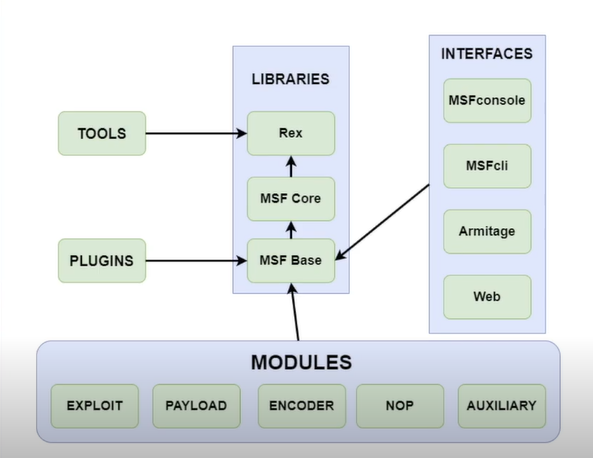 INTERFACES
LIBRARIES
MSFconsole
TOOLS
Rex
MSFcli
MSF Core
Armitage
PLUGINS
MSF Base
Web
MODULES
EXPLOIT
PAYLOAD
ENCODER
NOP
AUXILIARY